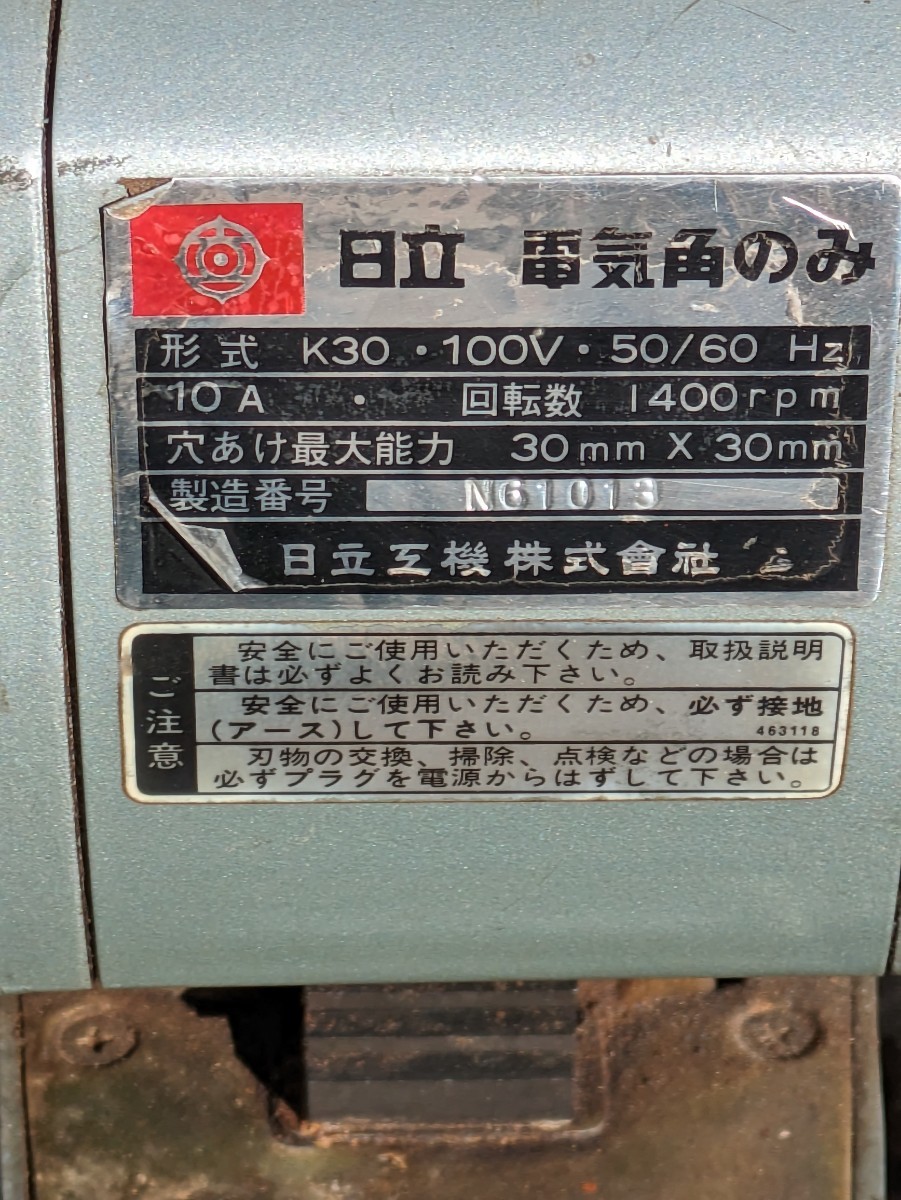 日立 電気角のみ
形式 K30・100V・50/60 Hz
10A ・ 回転数 1400rpm
穴あけ最大能力 30mm X 30mm
製造番号 N61013
日立工機株式會社
ご注意
安全にご使用いただくため、取扱説明
書は必ずよくお読み下さい。
安全にご使用いただくため、必ず接地
(アース)して下さい。 463118
刃物の交換、掃除、点検などの場合は
必ずプラグを電源からはずして下さい。